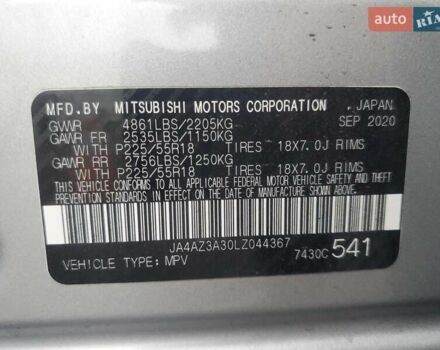 auto RIA
MFD.BY MITSUBISHI MOTORS CORPORATION ,JAPAN
GVWR 4861LBS/2205KG SEP 2020
GAWR FR 2535LBS/1150KG
WITH P225/55R18 TIRES 18X7.0J RIMS
GAWR RR 2756LBS/1250KG
WITH P225/55R18 TIRES 18X7.0J RIMS
THIS VEHICLE CONFORMS TO ALL APPLICABLE FEDERAL MOTOR VEHICLE SAFETY, BUMPER AND THEFT
PREVENTION STANDARDS IN EFFECT ON THE DATE OF MANUFACTURE SHOWN ABOVE.
JA4AZ3A30LZ044367
7430C 541
VEHICLE TYPE: MPV